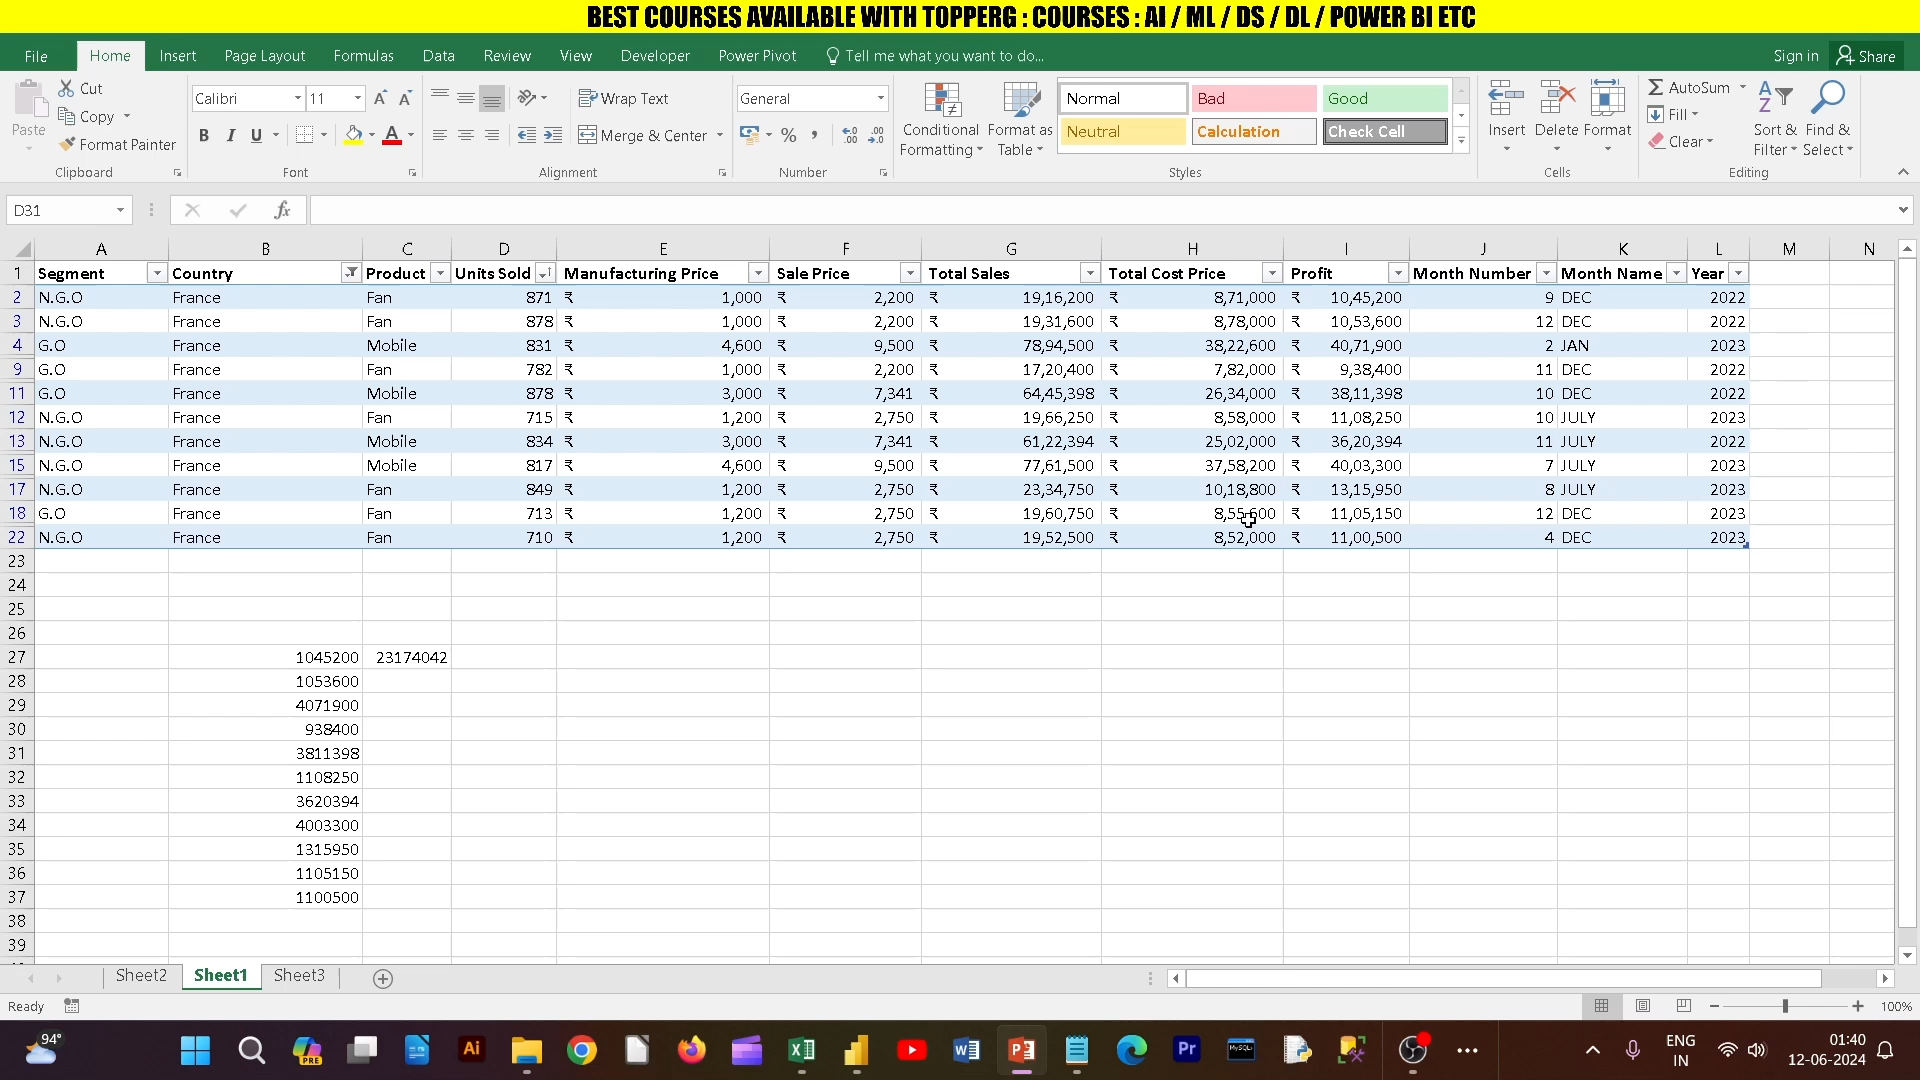 BEST COURSES AVAILABLE WITH TOPPERG : COURSES : AI / ML / DS / DL / POWER BI ETC
File Home Insert Page Layout Formulas Data Review View Developer Power Pivot Tell me what you want to do... Sign in Share
Paste Cut Copy Format Painter Clipboard
Calibri 11 B I U A Font
Wrap Text Merge & Center Alignment
General % , Number
Conditional Formatting Format as Table
Normal Bad Good
Neutral Calculation Check Cell
Styles
Insert Delete Format Cells
AutoSum Fill Clear Sort & Filter Find & Select Editing
D31 fx
A B C D E F G H I J K L M N
1 Segment Country Product Units Sold Manufacturing Price Sale Price Total Sales Total Cost Price Profit Month Number Month Name Year
2 N.G.O France Fan 871 ₹ 1,000 ₹ 2,200 ₹ 19,16,200 ₹ 8,71,000 ₹ 10,45,200 9 DEC 2022
3 N.G.O France Fan 878 ₹ 1,000 ₹ 2,200 ₹ 19,31,600 ₹ 8,78,000 ₹ 10,53,600 12 DEC 2022
4 G.O France Mobile 831 ₹ 4,600 ₹ 9,500 ₹ 78,94,500 ₹ 38,22,600 ₹ 40,71,900 2 JAN 2023
9 G.O France Fan 782 ₹ 1,000 ₹ 2,200 ₹ 17,20,400 ₹ 7,82,000 ₹ 9,38,400 11 DEC 2022
11 G.O France Mobile 878 ₹ 3,000 ₹ 7,341 ₹ 64,45,398 ₹ 26,34,000 ₹ 38,11,398 10 DEC 2022
12 N.G.O France Fan 715 ₹ 1,200 ₹ 2,750 ₹ 19,66,250 ₹ 8,58,000 ₹ 11,08,250 10 JULY 2023
13 N.G.O France Mobile 834 ₹ 3,000 ₹ 7,341 ₹ 61,22,394 ₹ 25,02,000 ₹ 36,20,394 11 JULY 2022
15 N.G.O France Mobile 817 ₹ 4,600 ₹ 9,500 ₹ 77,61,500 ₹ 37,58,200 ₹ 40,03,300 7 JULY 2023
17 N.G.O France Fan 849 ₹ 1,200 ₹ 2,750 ₹ 23,34,750 ₹ 10,18,800 ₹ 13,15,950 8 JULY 2023
18 G.O France Fan 713 ₹ 1,200 ₹ 2,750 ₹ 19,60,750 ₹ 8,55,600 ₹ 11,05,150 12 DEC 2023
22 N.G.O France Fan 710 ₹ 1,200 ₹ 2,750 ₹ 19,52,500 ₹ 8,52,000 ₹ 11,00,500 4 DEC 2023
23
24
25
26
27 1045200 23174042
28 1053600
29 4071900
30 938400
31 3811398
32 1108250
33 3620394
34 4003300
35 1315950
36 1105150
37 1100500
38
39
Sheet2 Sheet1 Sheet3
Ready 100%
94° PRE Ai W P Pr MySQL ENG IN 01:40 12-06-2024